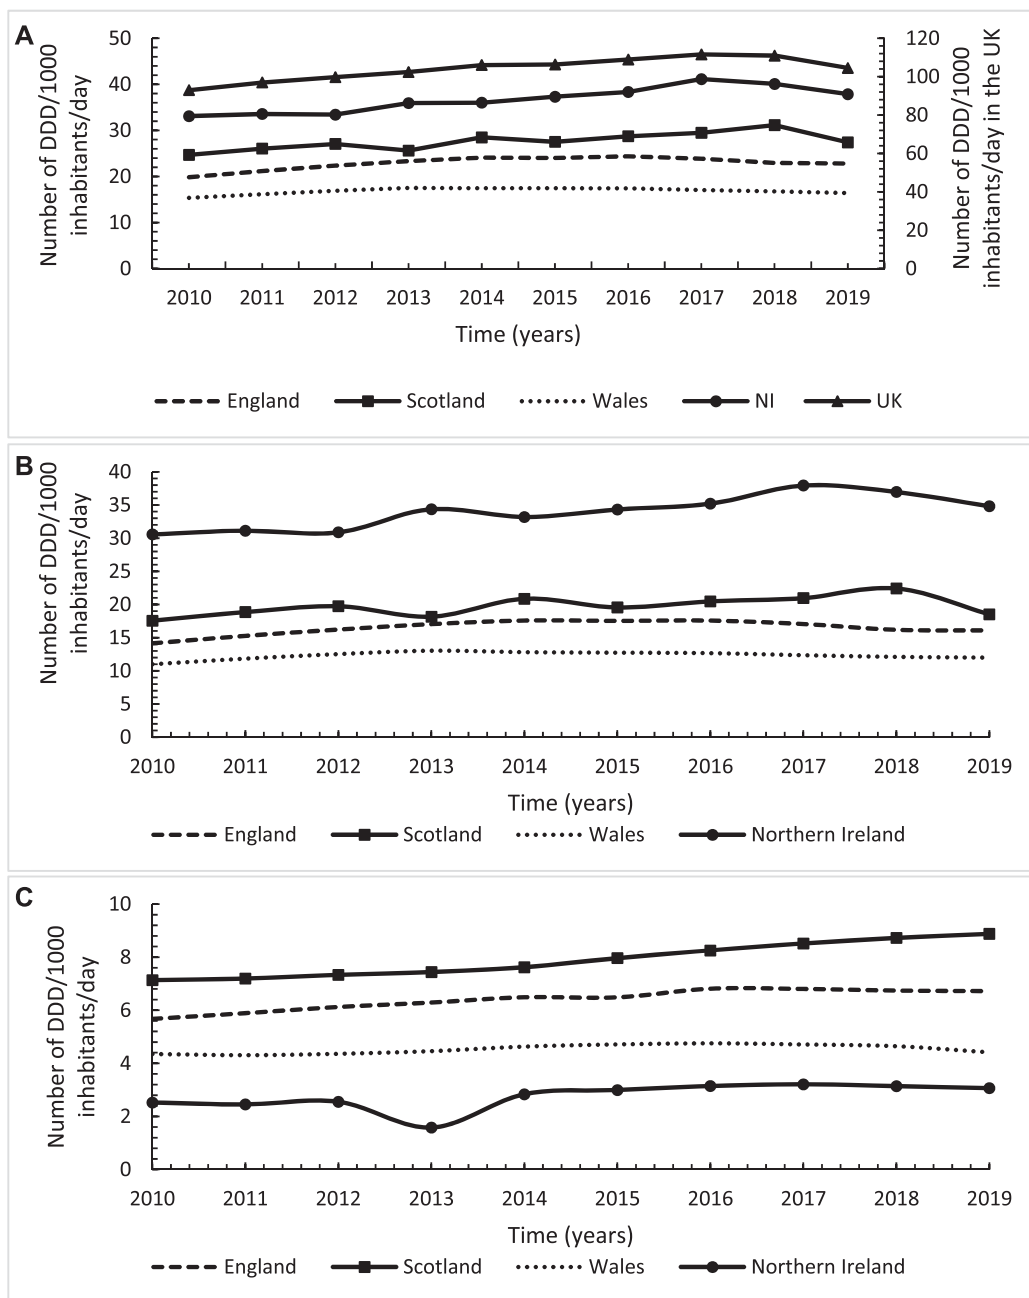 A
Number of DDD/1000
inhabitants/day
50
40
30
20
10
0
120
100
80
60
40
20
0
Number of DDD/1000
inhabitants/day in the UK
2010 2011 2012 2013 2014 2015 2016 2017 2018 2019
Time (years)
England Scotland Wales NI UK
B
Number of DDD/1000
inhabitants/day
40
35
30
25
20
15
10
5
0
2010 2011 2012 2013 2014 2015 2016 2017 2018 2019
Time (years)
England Scotland Wales Northern Ireland
C
Number of DDD/1000
inhabitants/day
10
8
6
4
2
0
2010 2011 2012 2013 2014 2015 2016 2017 2018 2019
Time (years)
England Scotland Wales Northern Ireland